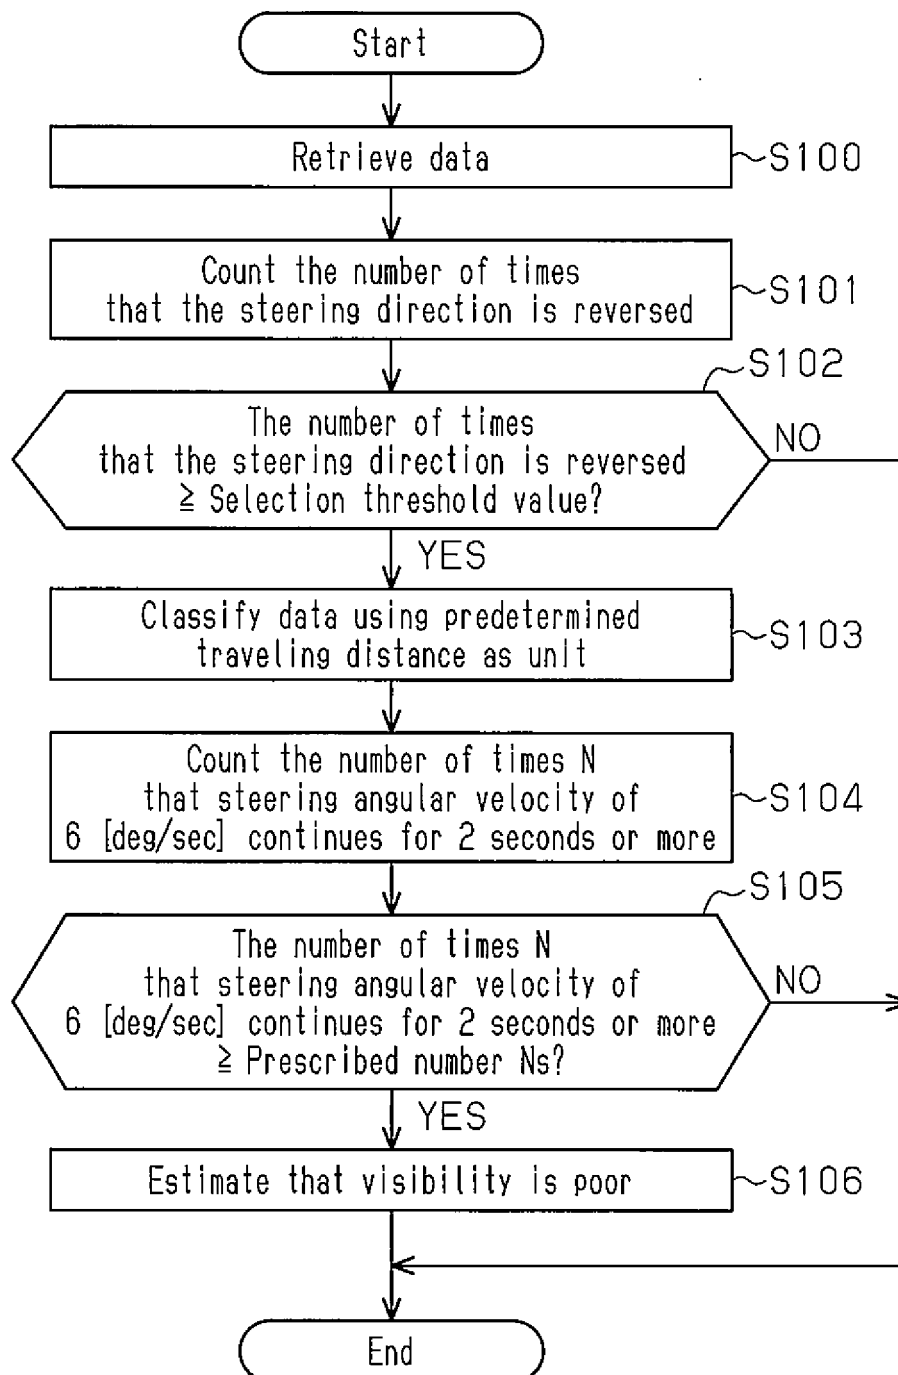 Start
Retrieve data
S100
Count the number of times
that the steering direction is reversed
S101
S102
The number of times
that the steering direction is reversed
≧ Selection threshold value?
NO
YES
Classify data using predetermined
traveling distance as unit
S103
Count the number of times N
that steering angular velocity of
6 [deg/sec] continues for 2 seconds or more
S104
S105
The number of times N
that steering angular velocity of
6 [deg/sec] continues for 2 seconds or more
≧ Prescribed number Ns?
NO
YES
Estimate that visibility is poor
S106
End